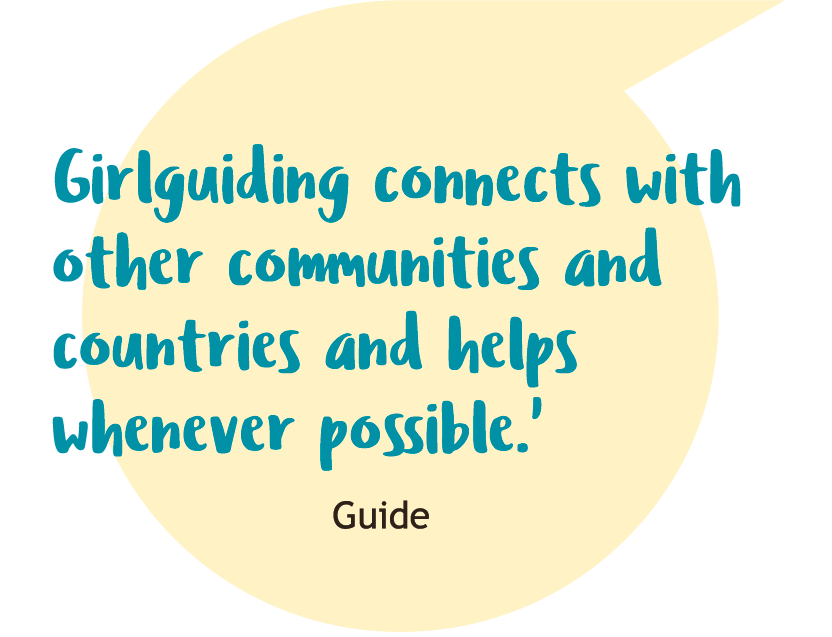 Girlguiding connects with
other communities and
countries and helps
whenever possible.’
Guide